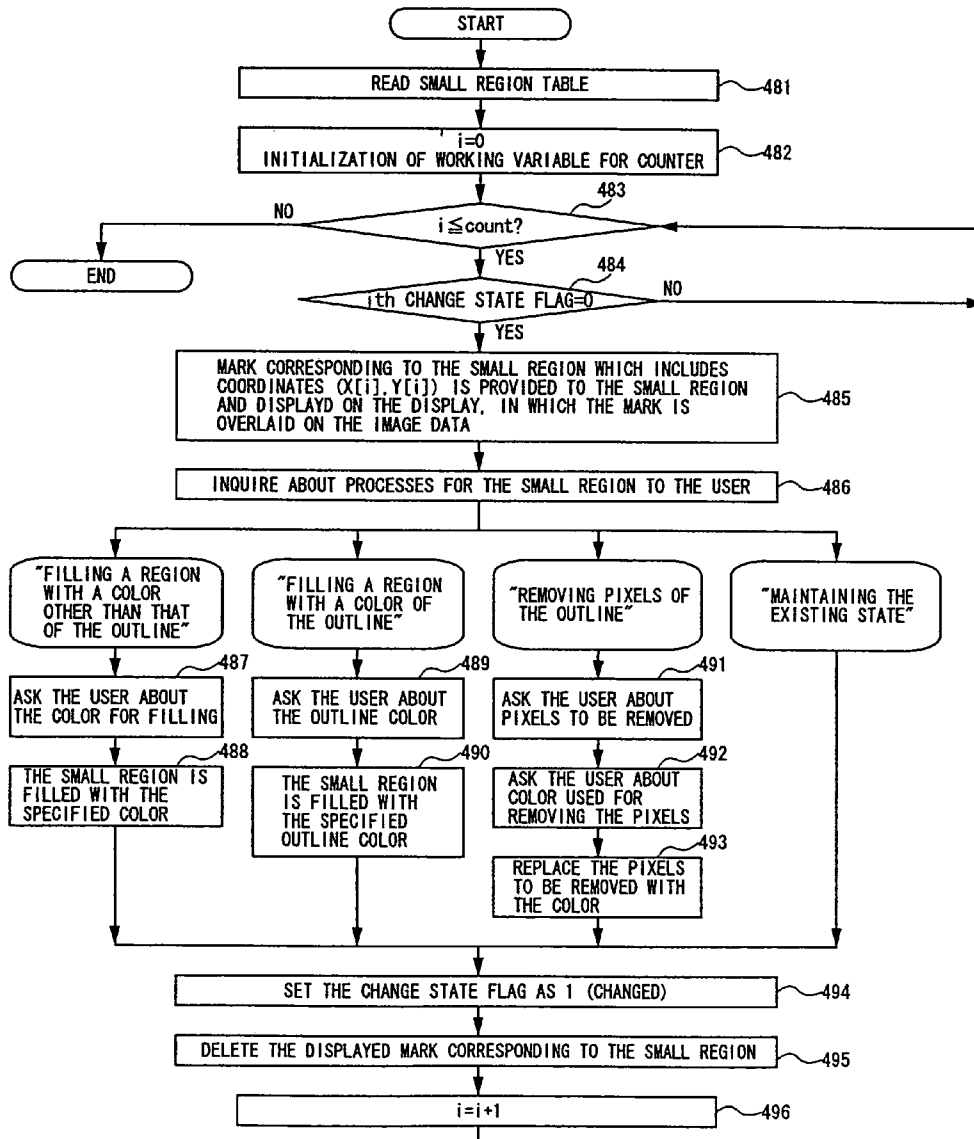 START
READ SMALL REGION TABLE
481
i=0
INITIALIZATION OF WORKING VARIABLE FOR COUNTER
482
483
NO
i≦count?
YES
END
484
ith CHANGE STATE FLAG=0
NO
YES
MARK CORRESPONDING TO THE SMALL REGION WHICH INCLUDES
COORDINATES (X[i],Y[i]) IS PROVIDED TO THE SMALL REGION
AND DISPLAYD ON THE DISPLAY, IN WHICH THE MARK IS
OVERLAID ON THE IMAGE DATA
485
INQUIRE ABOUT PROCESSES FOR THE SMALL REGION TO THE USER
486
"FILLING A REGION
WITH A COLOR
OTHER THAN THAT
OF THE OUTLINE"
"FILLING A REGION
WITH A COLOR OF
THE OUTLINE"
"REMOVING PIXELS OF
THE OUTLINE"
"MAINTAINING THE
EXISTING STATE"
487
ASK THE USER ABOUT
THE COLOR FOR FILLING
489
ASK THE USER ABOUT
THE OUTLINE COLOR
491
ASK THE USER ABOUT
PIXELS TO BE REMOVED
488
THE SMALL REGION IS
FILLED WITH THE
SPECIFIED COLOR
490
THE SMALL REGION
IS FILLED WITH
THE SPECIFIED
OUTLINE COLOR
492
ASK THE USER ABOUT
COLOR USED FOR
REMOVING THE PIXELS
493
REPLACE THE PIXELS
TO BE REMOVED WITH
THE COLOR
SET THE CHANGE STATE FLAG AS 1 (CHANGED)
494
DELETE THE DISPLAYED MARK CORRESPONDING TO THE SMALL REGION
495
i=i+1
496